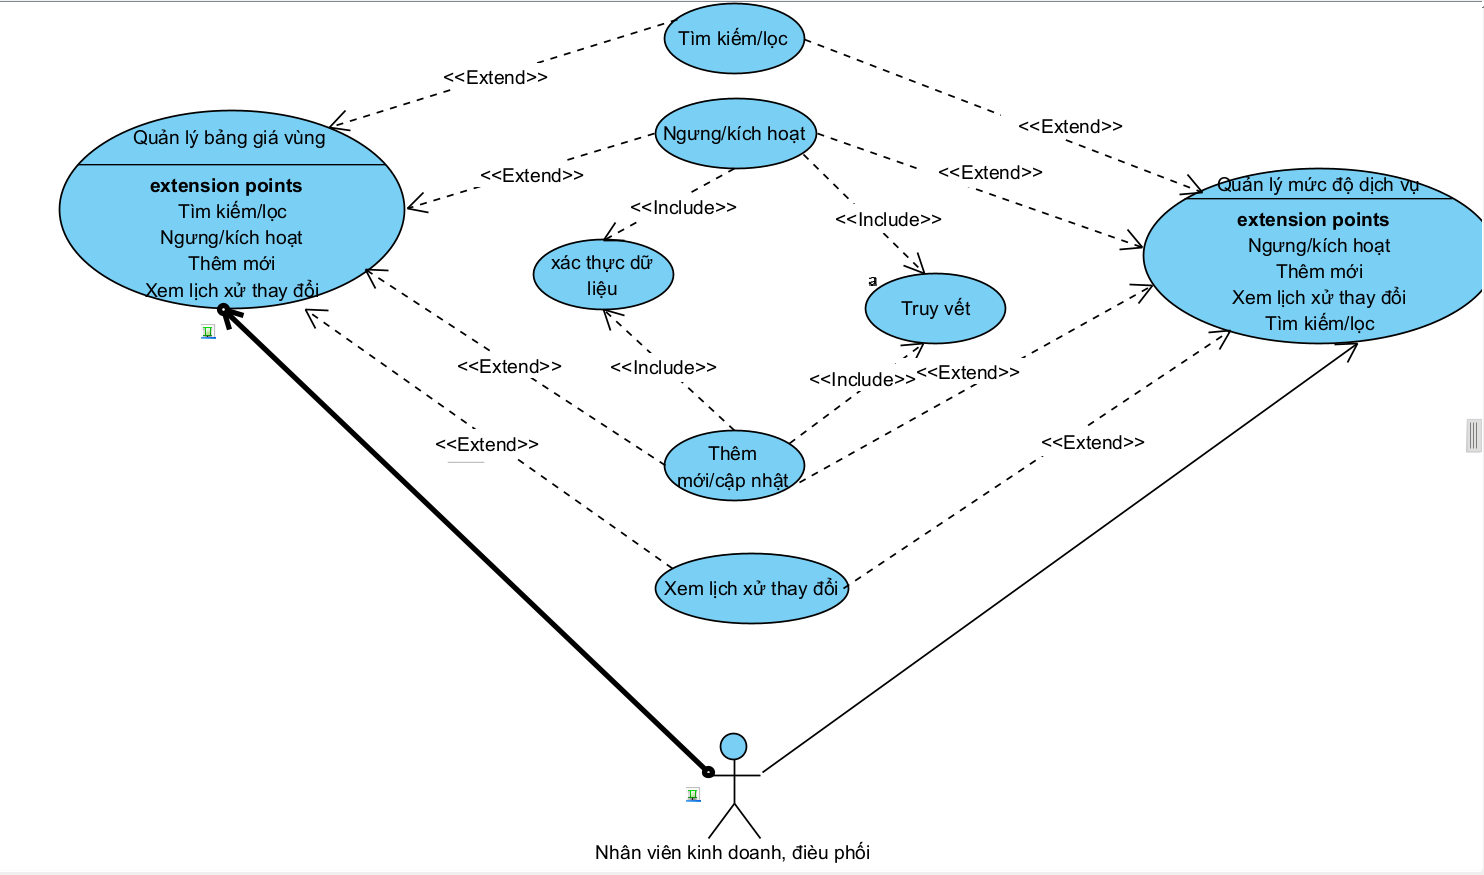 Tìm kiếm/lọc
<<Extend>>
<<Extend>>
Ngưng/kích hoạt
<<Extend>>
<<Extend>>
<<Include>>
<<Include>>
Quản lý bảng giá vùng
extension points
Tìm kiếm/lọc
Ngưng/kích hoạt
Thêm mới
Xem lịch xử thay đổi
Quản lý mức độ dịch vụ
extension points
Ngưng/kích hoạt
Thêm mới
Xem lịch xử thay đổi
Tìm kiếm/lọc
xác thực dữ
liệu
a
Truy vết
<<Extend>>
<<Include>>
<<Include>>
<<Extend>>
<<Extend>>
<<Extend>>
Thêm
mới/cập nhật
Xem lịch xử thay đổi
Nhân viên kinh doanh, đièu phối